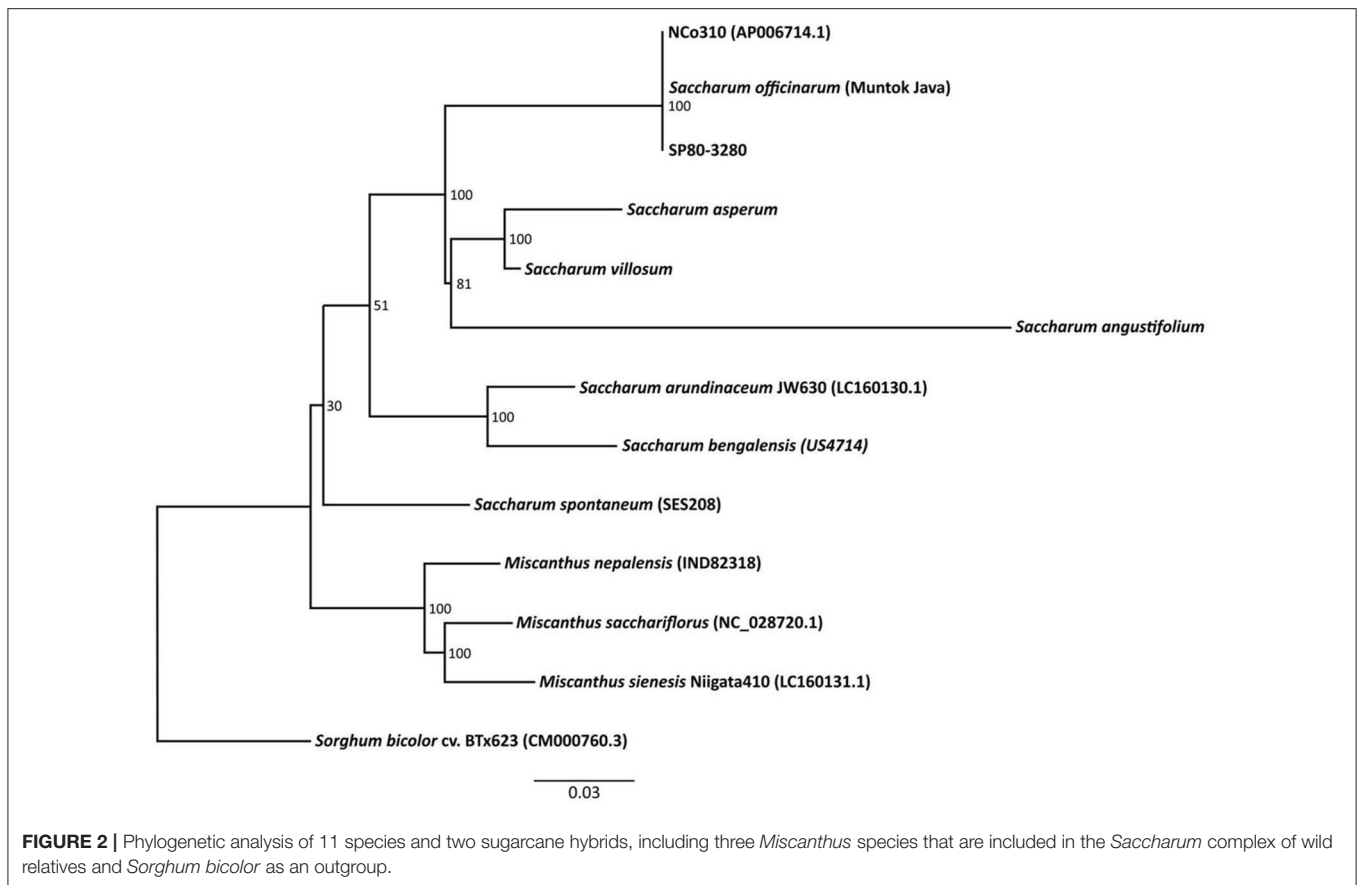 NCo310 (AP006714.1)
Saccharum officinarum (Muntok Java)
100
SP80-3280
100
Saccharum asperum
100
Saccharum villosum
81
51
Saccharum angustifolium
Saccharum arundinaceum JW630 (LC160130.1)
30
100
Saccharum bengalensis (US4714)
Saccharum spontaneum (SES208)
Miscanthus nepalensis (IND82318)
100
Miscanthus sacchariflorus (NC_028720.1)
100
Miscanthus sienesis Niigata410 (LC160131.1)
Sorghum bicolor cv. BTx623 (CM000760.3)
0.03
FIGURE 2 | Phylogenetic analysis of 11 species and two sugarcane hybrids, including three Miscanthus species that are included in the Saccharum complex of wild
relatives and Sorghum bicolor as an outgroup.